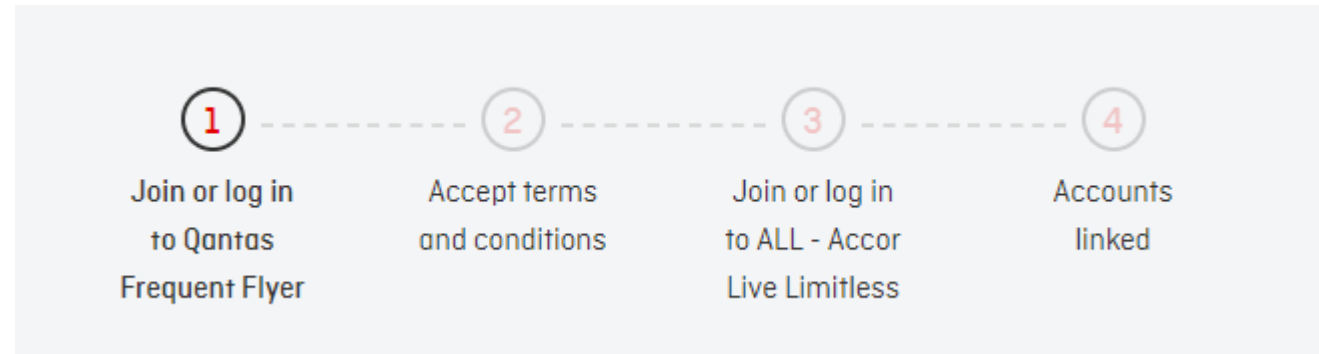 1
2
3
4
Join or log in
to Qantas
Frequent Flyer
Accept terms
and conditions
Join or log in
to ALL - Accor
Live Limitless
Accounts
linked